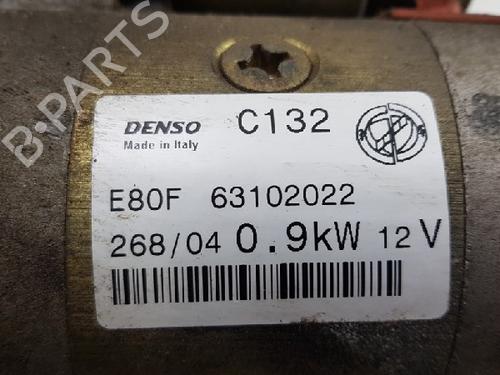 B-PARTS
DENSO C132
Made in Italy
E80F 63102022
268/04 0.9kW 12 V